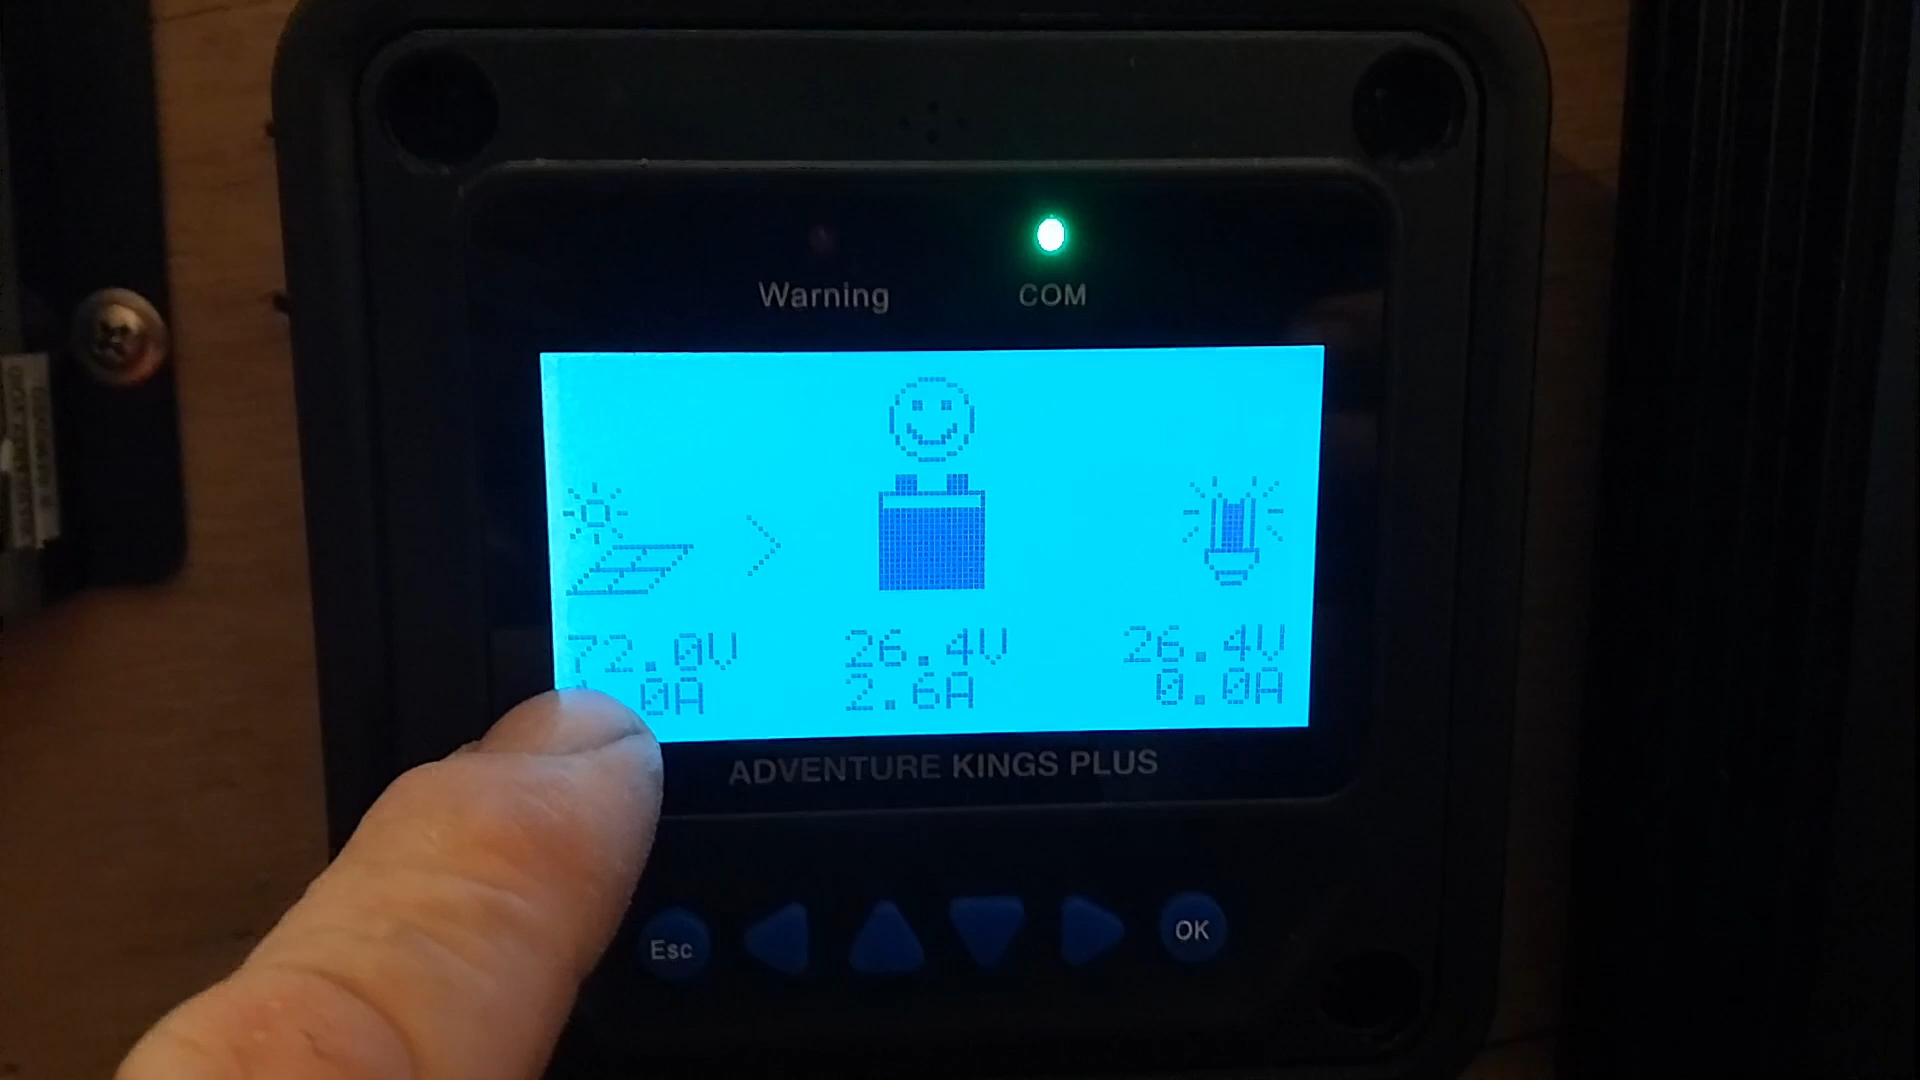 Warning COM
72.0V 26.4V 26.4V
.0A 2.6A 0.0A
ADVENTURE KINGS PLUS
Esc OK